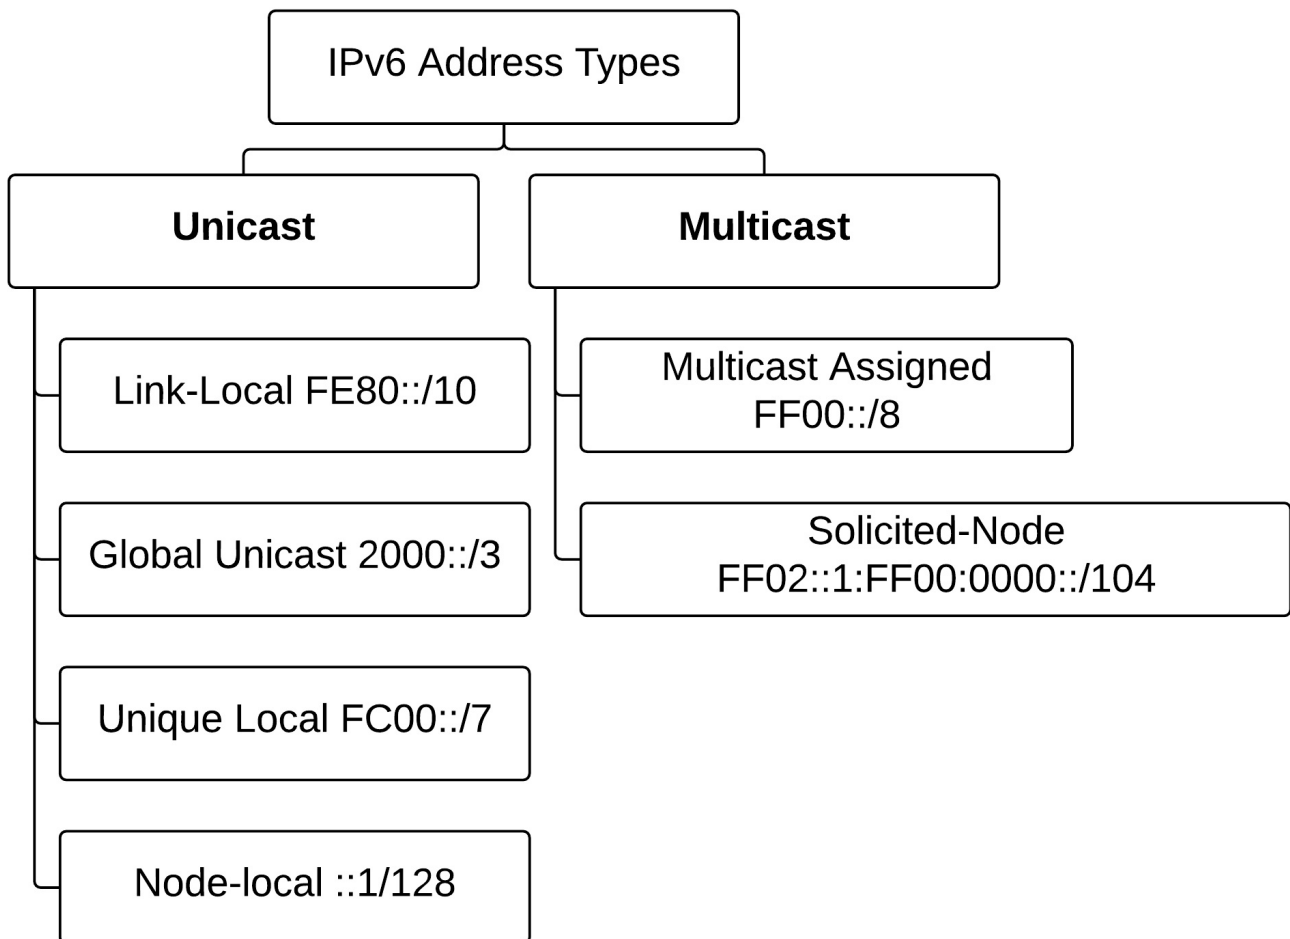 IPv6 Address Types
Unicast
Multicast
Link-Local FE80::/10
Global Unicast 2000::/3
Unique Local FC00::/7
Node-local ::1/128
Multicast Assigned
FF00::/8
Solicited-Node
FF02::1:FF00:0000::/104